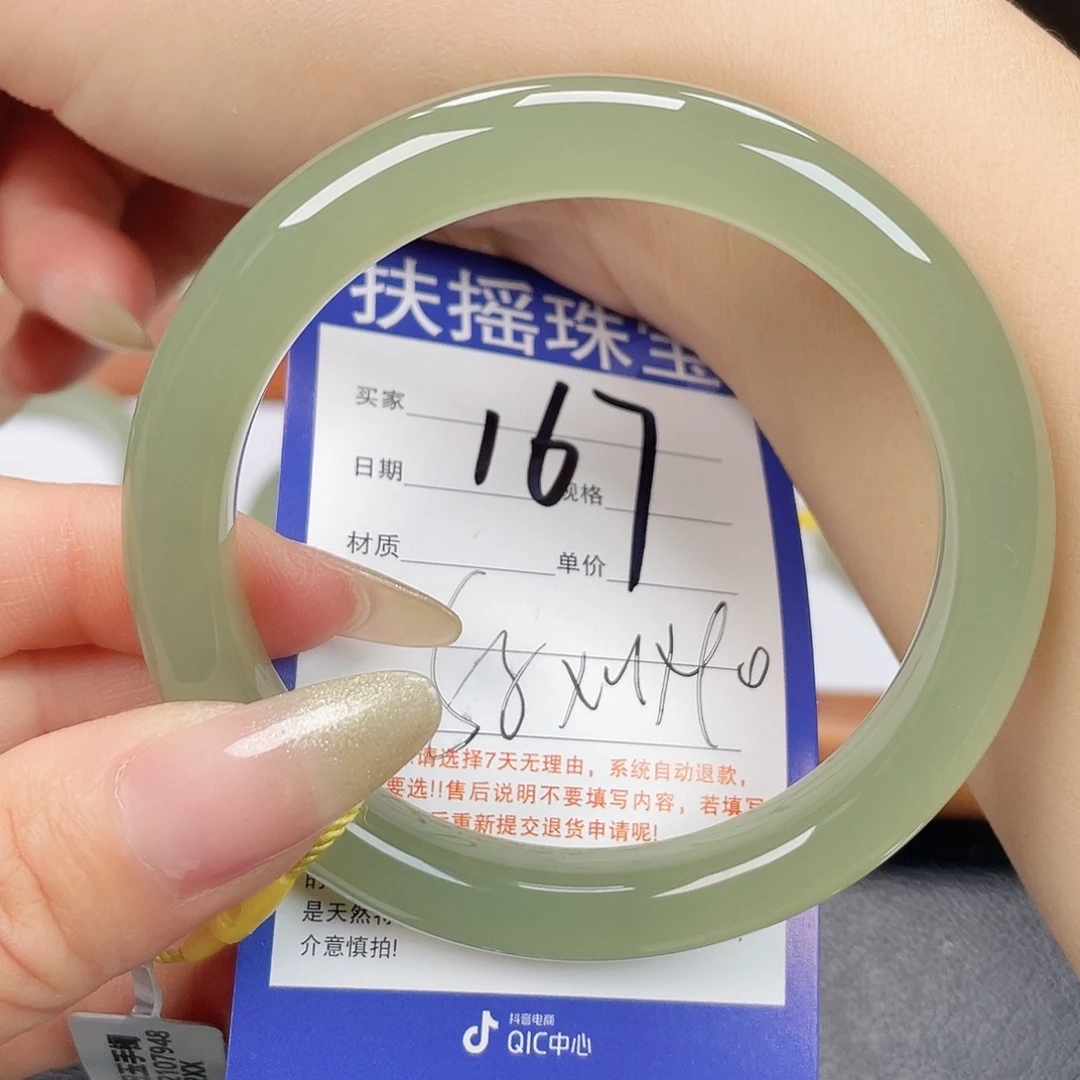 扶摇珠宝
买家
167
日期
规格
材质
单价
请选择7天无理由，系统自动退款，
要选!!售后说明不要填写内容，若填写
重新提交退货申请呢!
是天然
介意慎拍!
抖音电商
QIC中心
2107948